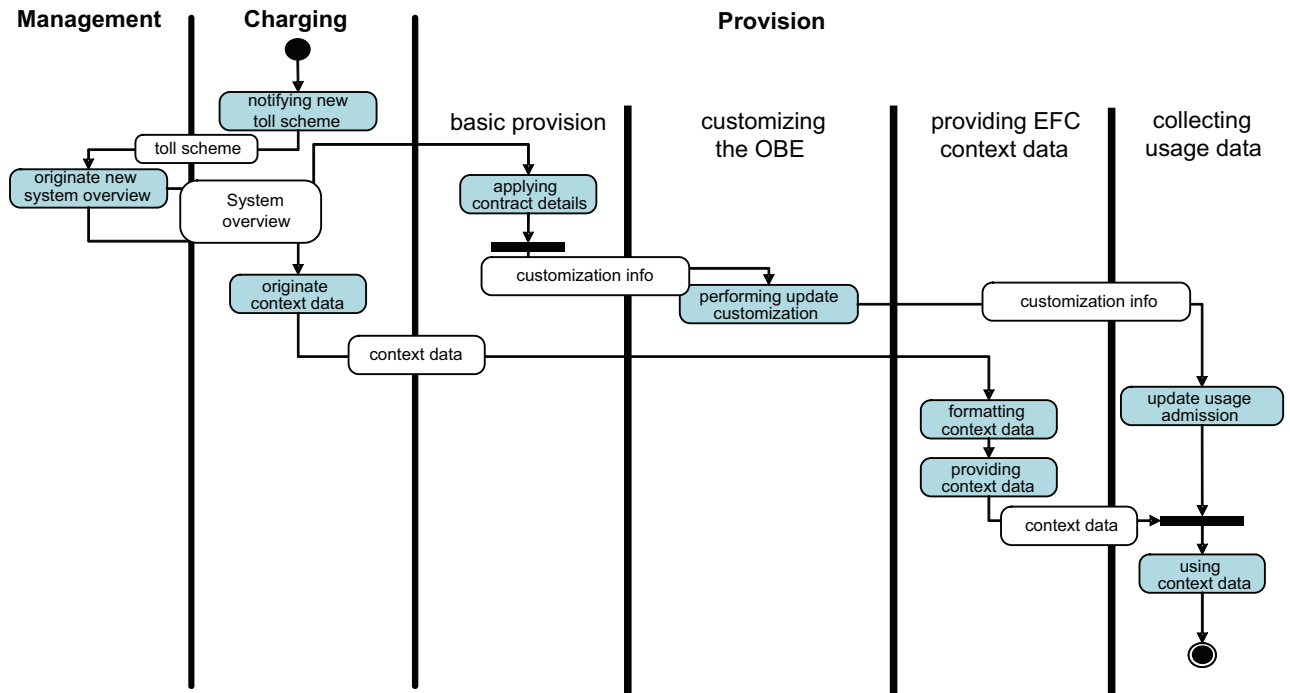 Management
Charging
Provision
notifying new
toll scheme
basic provision
customizing
the OBE
providing EFC
context data
collecting
usage data
toll scheme
originate new
system overview
System
overview
applying
contract details
customization info
originate
context data
performing update
customization
customization info
context data
formatting
context data
update usage
admission
providing
context data
context data
using
context data